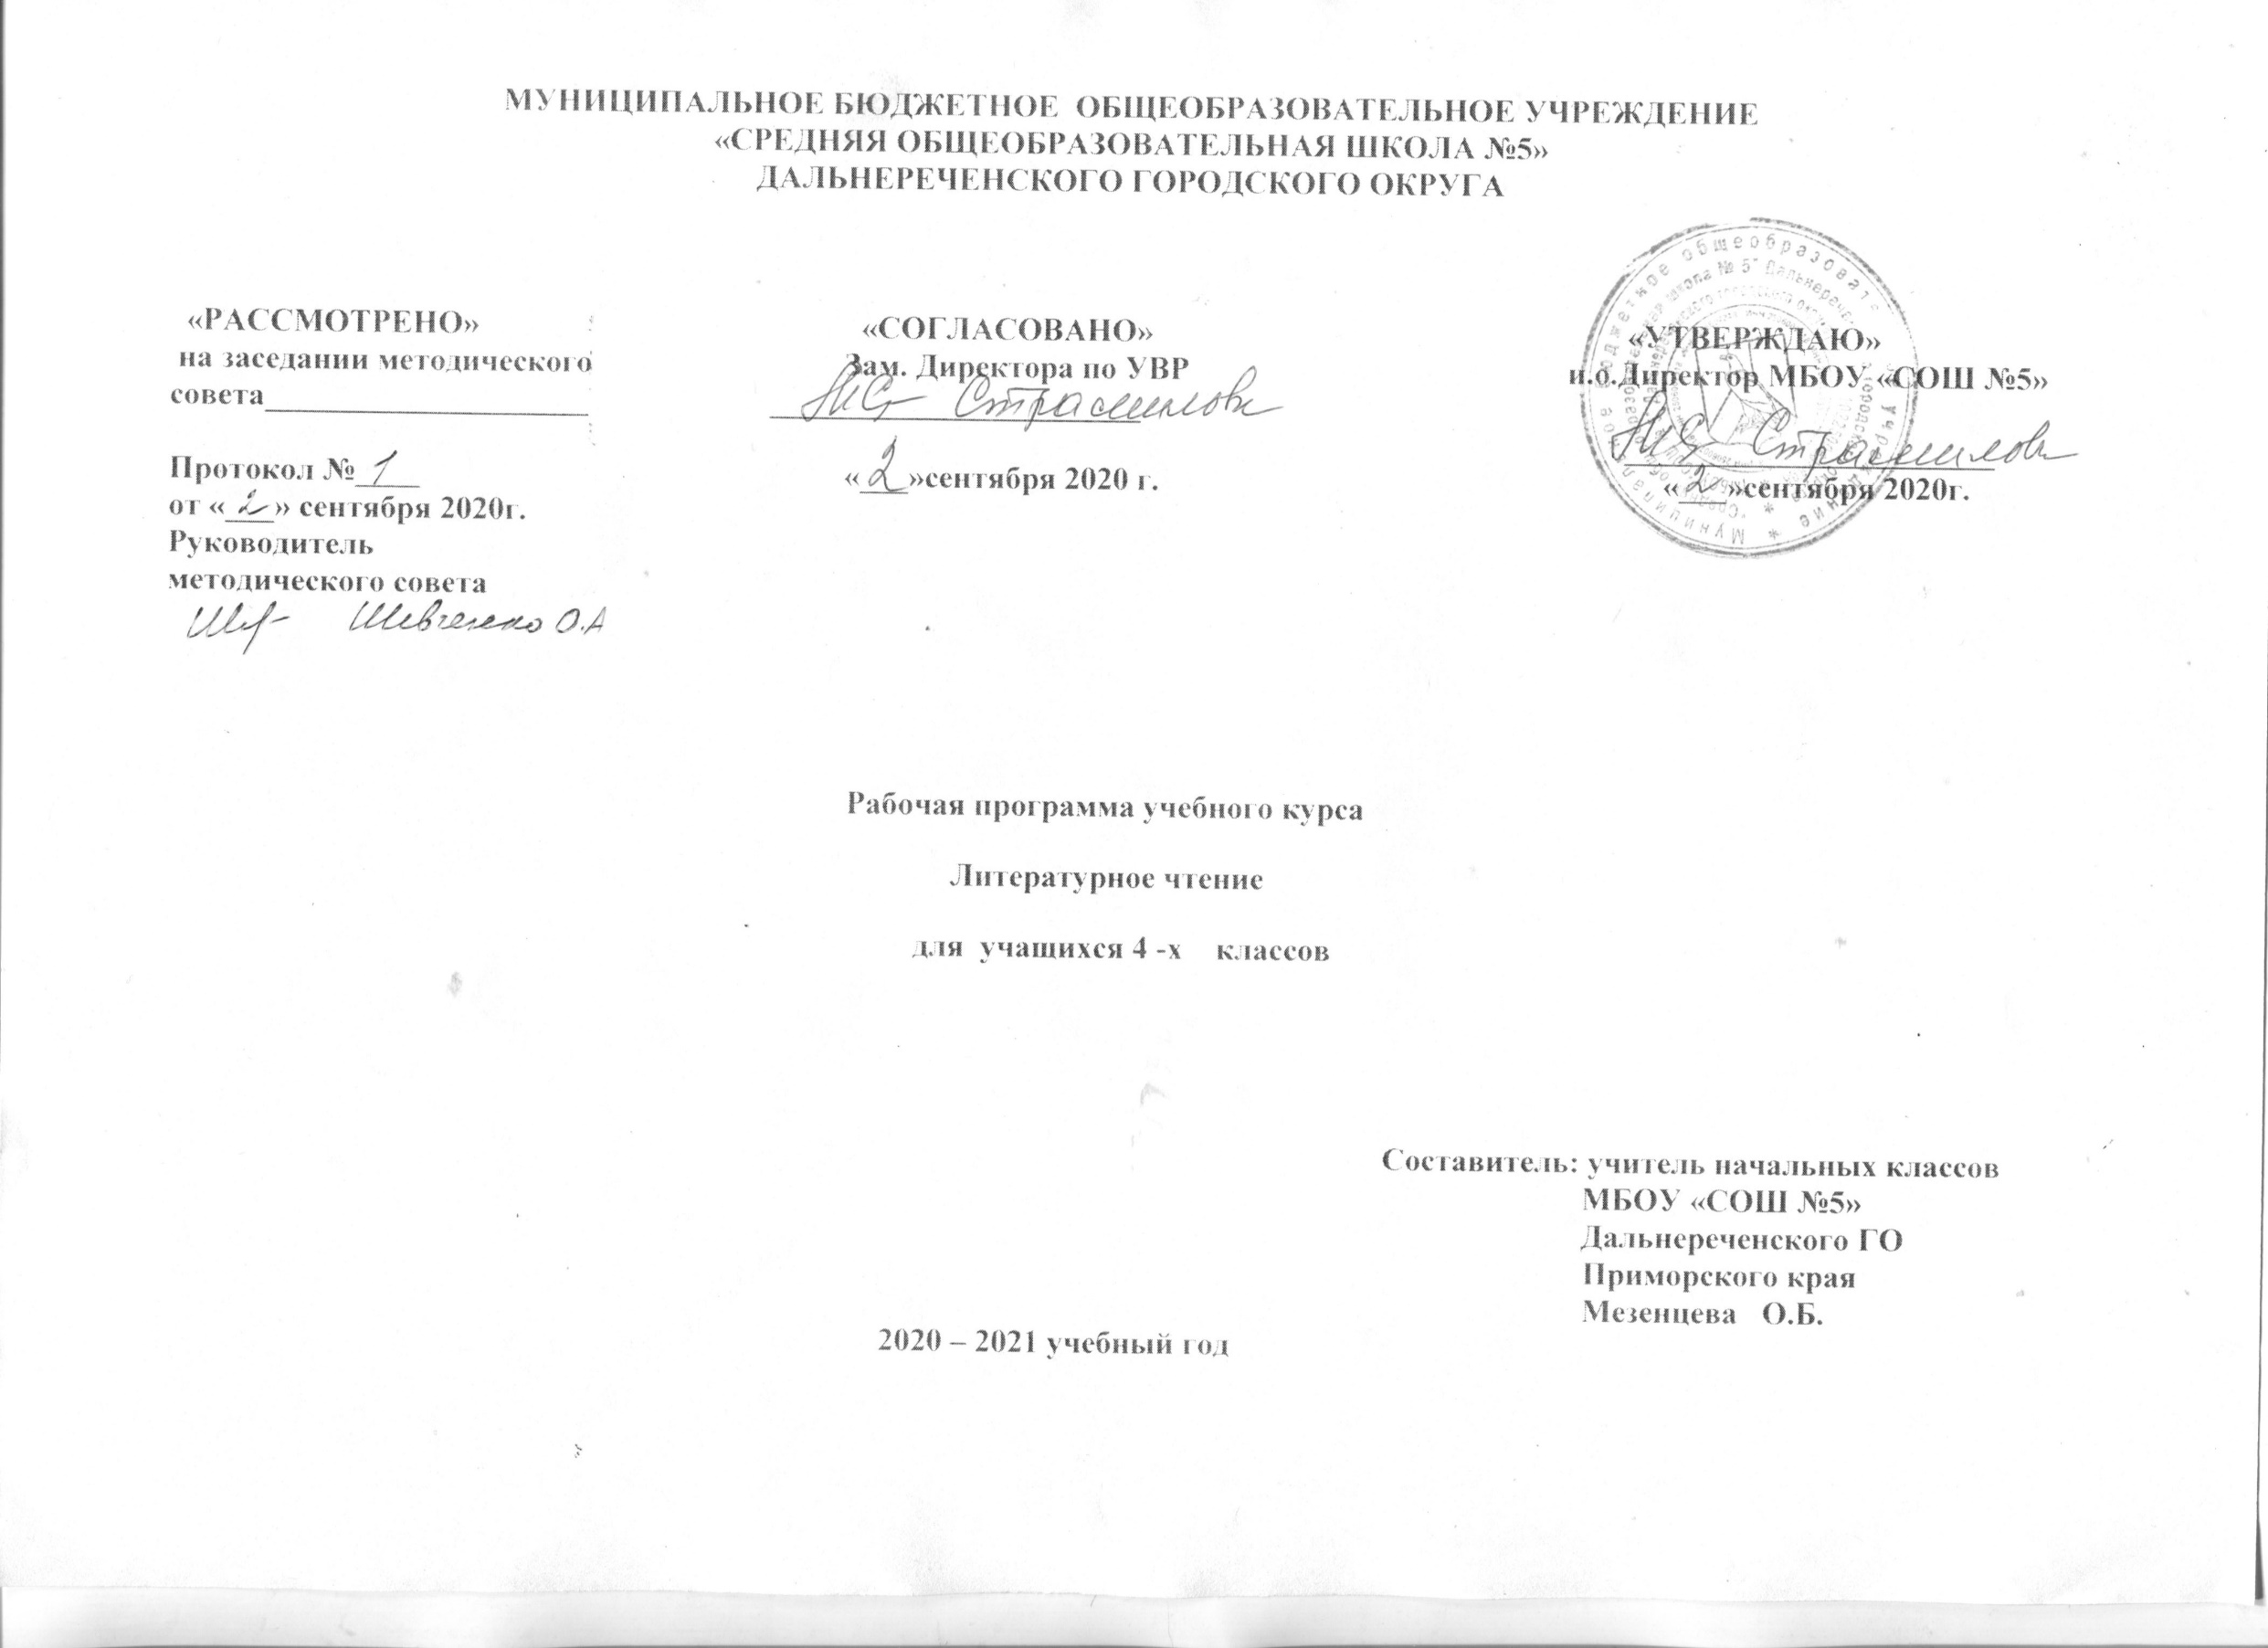 МУНИЦИПАЛЬНОЕ БЮДЖЕТНОЕ ОБЩЕОБРАЗОВАТЕЛЬНОЕ УЧРЕЖДЕНИЕ
«СРЕДНЯЯ ОБЩЕОБРАЗОВАТЕЛЬНАЯ ШКОЛА №5»
ДАЛЬНЕРЕЧЕНСКОГО ГОРОДСКОГО ОКРУГА
«РАССМОТРЕНО»
на заседании методического
совета____________________
Протокол № 1
от « 2 » сентября 2020г.
Руководитель
методического совета
Шевченко О.А
«СОГЛАСОВАНО»
Зам. Директора по УВР
« 2 »сентября 2020 г.
«УТВЕРЖДАЮ»
и.о.Директор МБОУ «СОШ №5»
« 2 »сентября 2020г.
Рабочая программа учебного курса
Литературное чтение
для учащихся 4 -х классов
Составитель: учитель начальных классов
МБОУ «СОШ №5»
Дальнереченского ГО
Приморского края
Мезенцева О.Б.
2020 – 2021 учебный год